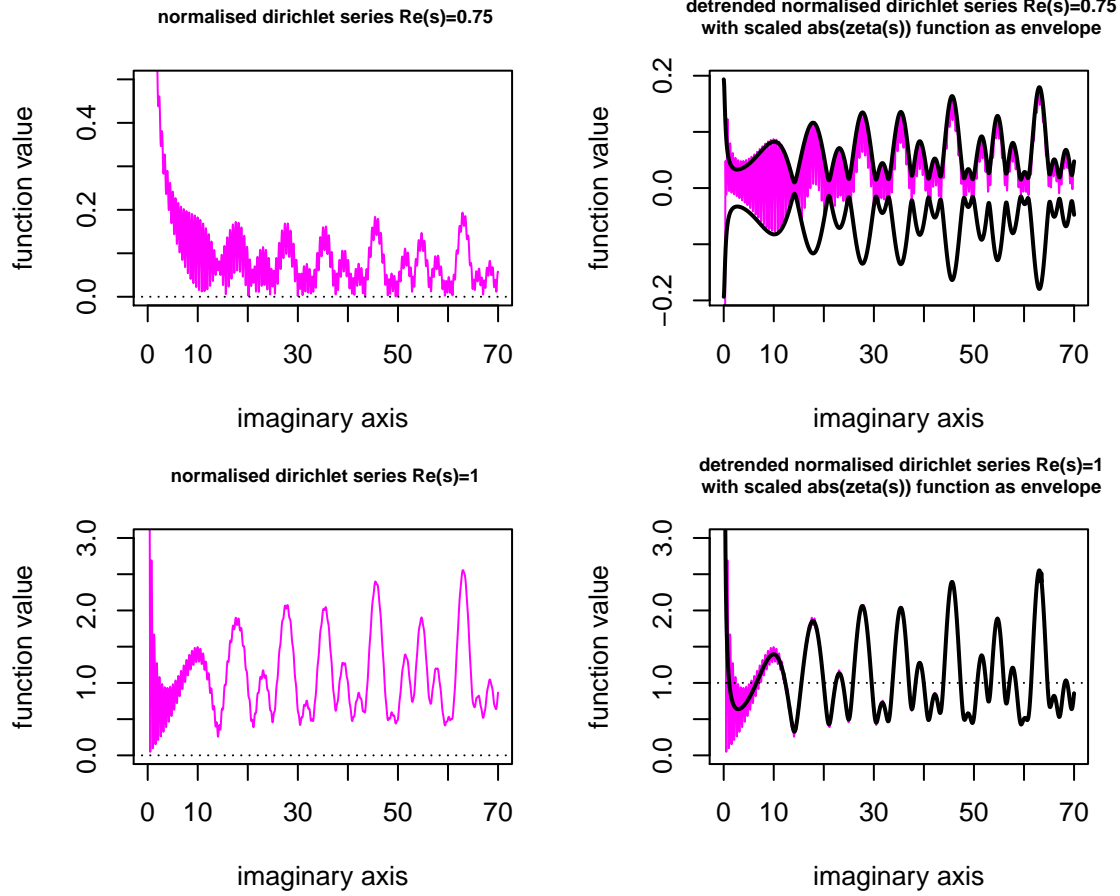 normalised dirichlet series Re(s)=0.75
function value
0.0 0.2 0.4
0 10 30 50 70
imaginary axis
detrended normalised dirichlet series Re(s)=0.75
with scaled abs(zeta(s)) function as envelope
function value
−0.2 0.0 0.2
0 10 30 50 70
imaginary axis
normalised dirichlet series Re(s)=1
function value
0.0 1.0 2.0 3.0
0 10 30 50 70
imaginary axis
detrended normalised dirichlet series Re(s)=1
with scaled abs(zeta(s)) function as envelope
function value
0.0 1.0 2.0 3.0
0 10 30 50 70
imaginary axis